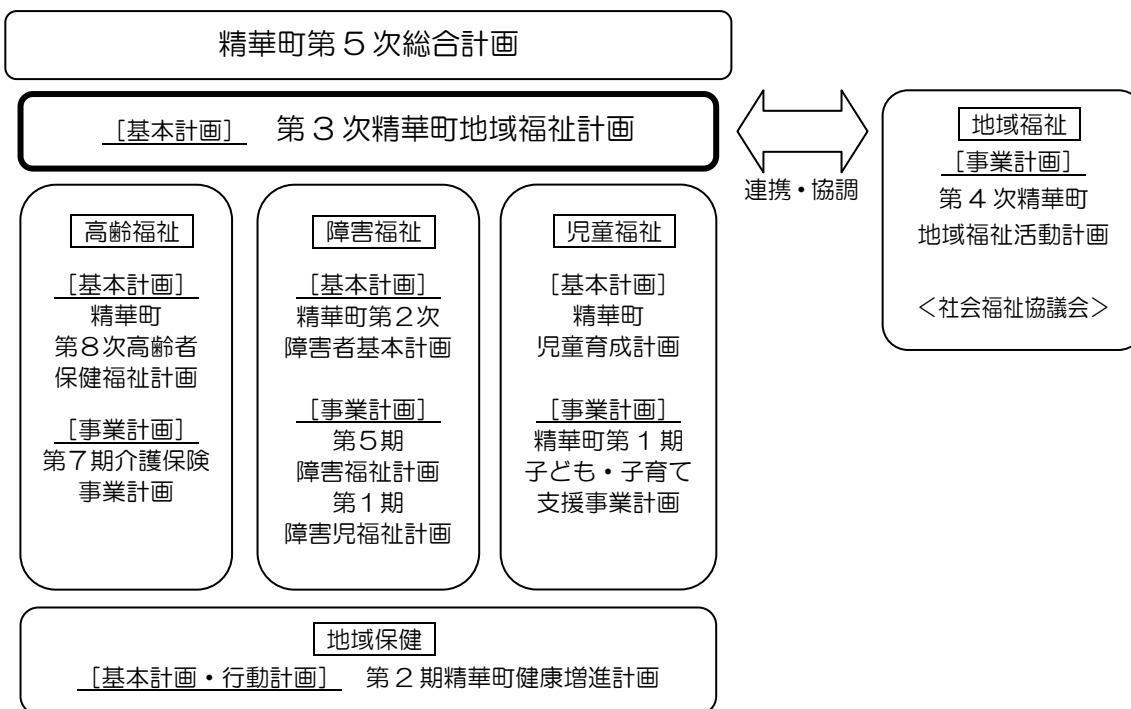 精華町第5次総合計画
[基本計画] 第3次精華町地域福祉計画
連携・協調
地域福祉
[事業計画]
第4次精華町
地域福祉活動計画
<社会福祉協議会>
高齢福祉
[基本計画]
精華町
第8次高齢者
保健福祉計画
[事業計画]
第7期介護保険
事業計画
障害福祉
[基本計画]
精華町第2次
障害者基本計画
[事業計画]
第5期
障害福祉計画
第1期
障害児福祉計画
児童福祉
[基本計画]
精華町
児童育成計画
[事業計画]
精華町第1期
子ども・子育て
支援事業計画
地域保健
[基本計画・行動計画] 第2期精華町健康増進計画